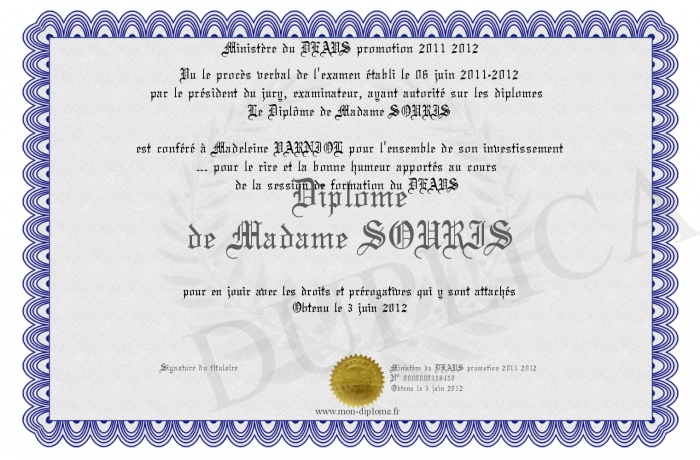 Ministère du DEAVS promotion 2011 2012
Vu le procès verbal de l'examen établi le 06 juin 2011-2012
par le président du jury, examinateur, ayant autorité sur les diplomes
Le Diplôme de Madame SOURIS
est conféré à Madeleine VARNIOL pour l'ensemble de son investissement
... pour le rire et la bonne humeur apportés au cours
de la session de formation du DEAVS
Diplome
de Madame SOURIS
pour en jouir avec les droits et prérogatives qui y sont attachés
Obtenu le 3 juin 2012
DUPLICATA
Signature du titulaire
Ministère du DEAVS promotion 2011 2012
N° 0000000158450
Obtenu le 3 juin 2012
www.mon-diplome.fr